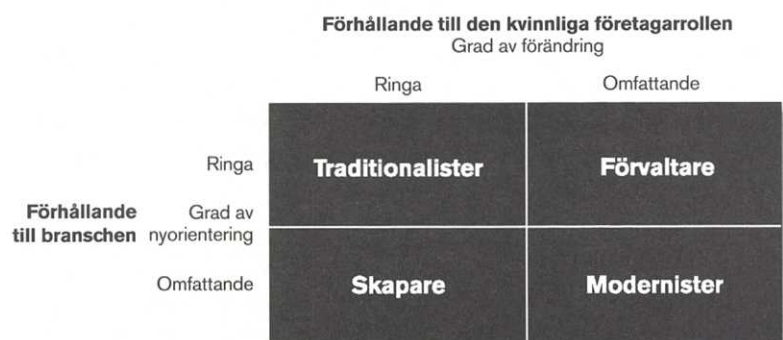 Förhållande till den kvinnliga företagarrollen
Grad av förändring
Ringa Omfattande
Ringa Traditionalister Förvaltare
Förhållande Grad av
till branschen nyorientering
Omfattande Skapare Modernister